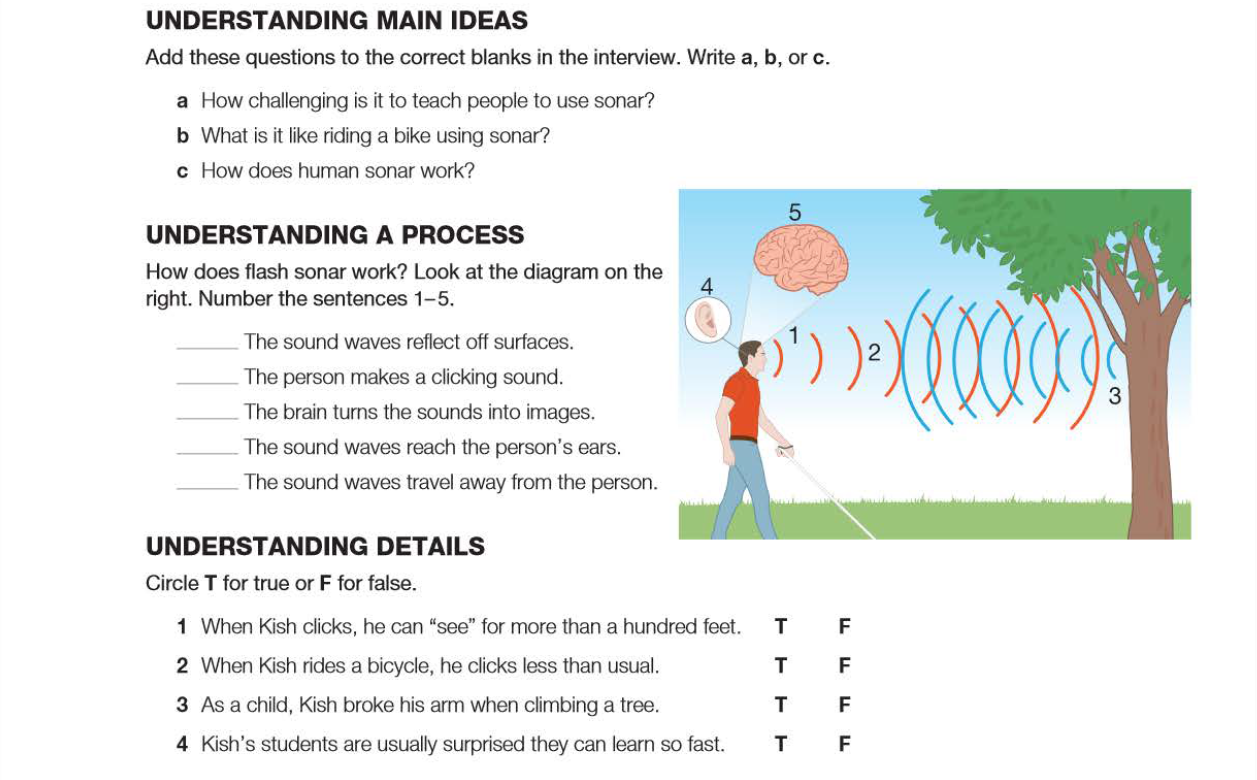 UNDERSTANDING MAIN IDEAS
Add these questions to the correct blanks in the interview. Write a, b, or c.
a How challenging is it to teach people to use sonar?
b What is it like riding a bike using sonar?
c How does human sonar work?
UNDERSTANDING A PROCESS
How does flash sonar work? Look at the diagram on the
right. Number the sentences 1–5.
______ The sound waves reflect off surfaces.
______ The person makes a clicking sound.
______ The brain turns the sounds into images.
______ The sound waves reach the person’s ears.
______ The sound waves travel away from the person.
5
4
1
2
3
UNDERSTANDING DETAILS
Circle T for true or F for false.
1 When Kish clicks, he can “see” for more than a hundred feet. T F
2 When Kish rides a bicycle, he clicks less than usual. T F
3 As a child, Kish broke his arm when climbing a tree. T F
4 Kish’s students are usually surprised they can learn so fast. T F